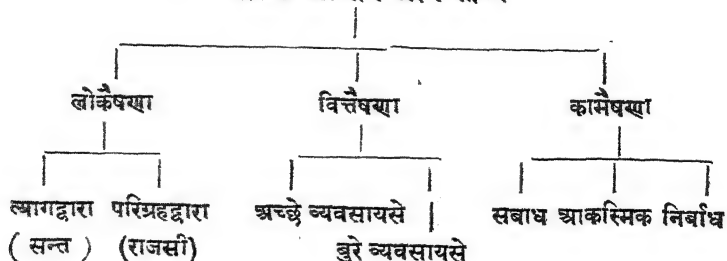 लोकैषणा वित्तैषणा कामैषणा
त्यागद्वारा परिग्रहद्वारा अच्छे व्यवसायसे सबाध आकस्मिक निर्बाध
( सन्त ) (राजसी) बुरे व्यवसायसे